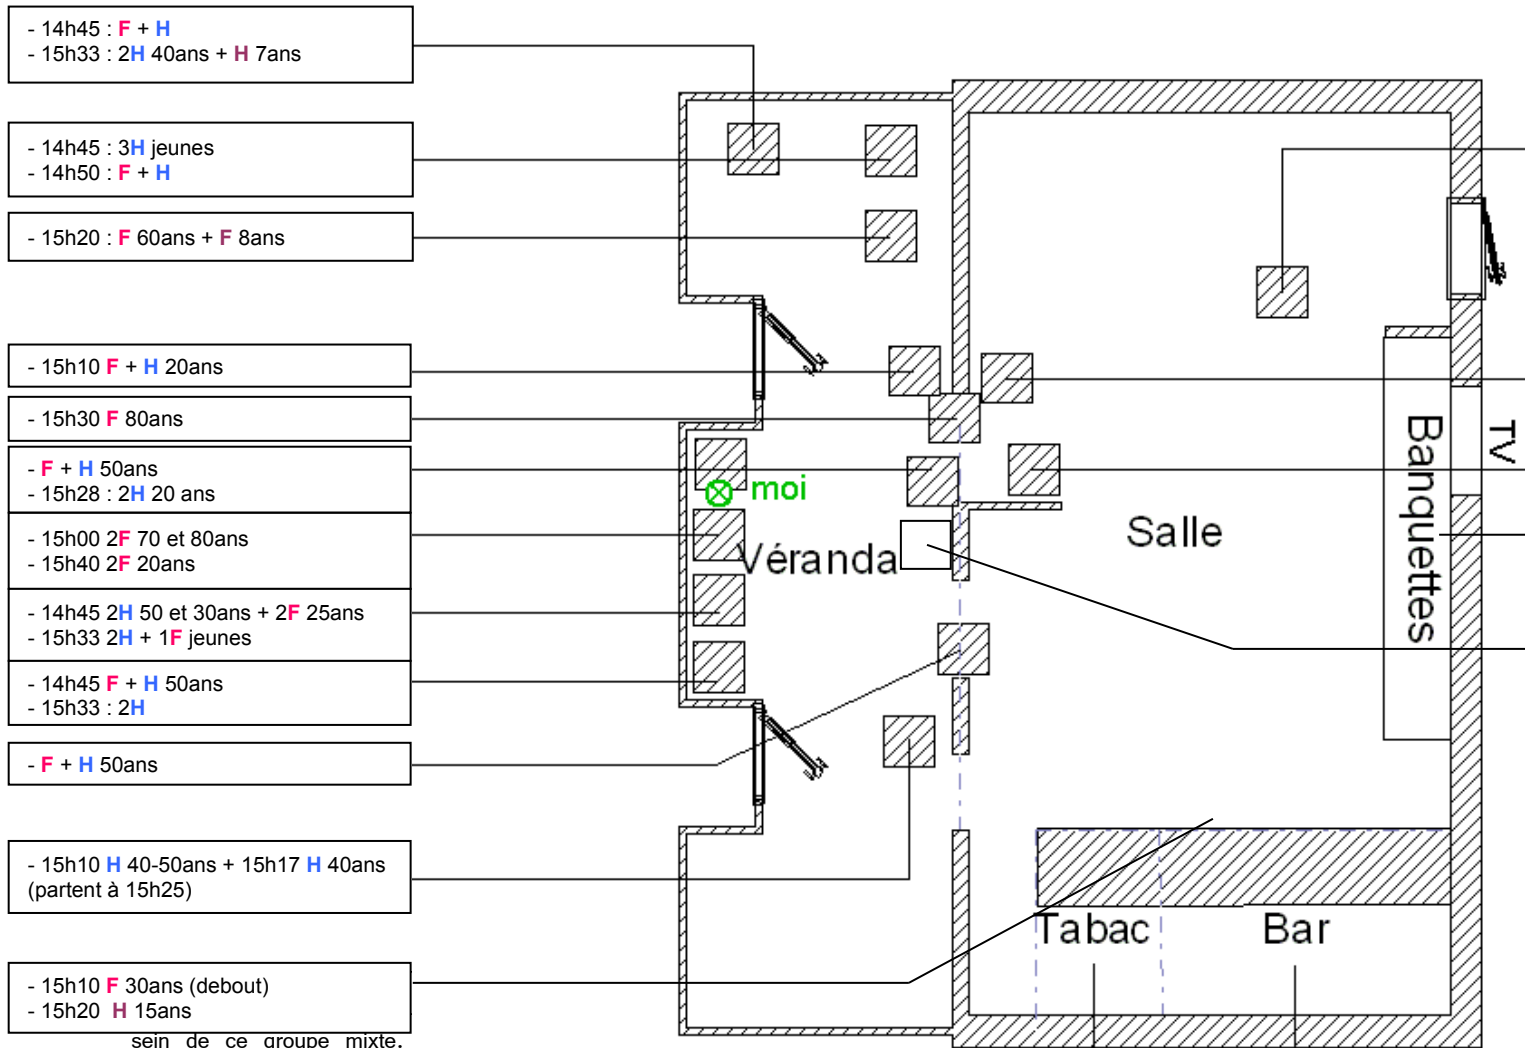 - 14h45 : F + H
- 15h33 : 2H 40ans + H 7ans
- 14h45 : 3H jeunes
- 14h50 : F + H
- 15h20 : F 60ans + F 8ans
- 15h10 F + H 20ans
- 15h30 F 80ans
- F + H 50ans
- 15h28 : 2H 20 ans
- 15h00 2F 70 et 80ans
- 15h40 2F 20ans
- 14h45 2H 50 et 30ans + 2F 25ans
- 15h33 2H + 1F jeunes
- 14h45 F + H 50ans
- 15h33 : 2H
- F + H 50ans
- 15h10 H 40-50ans + 15h17 H 40ans
(partent à 15h25)
- 15h10 F 30ans (debout)
- 15h20 H 15ans
sein de ce groupe mixte.
moi
Véranda
Salle
Banquettes
TV
Tabac
Bar